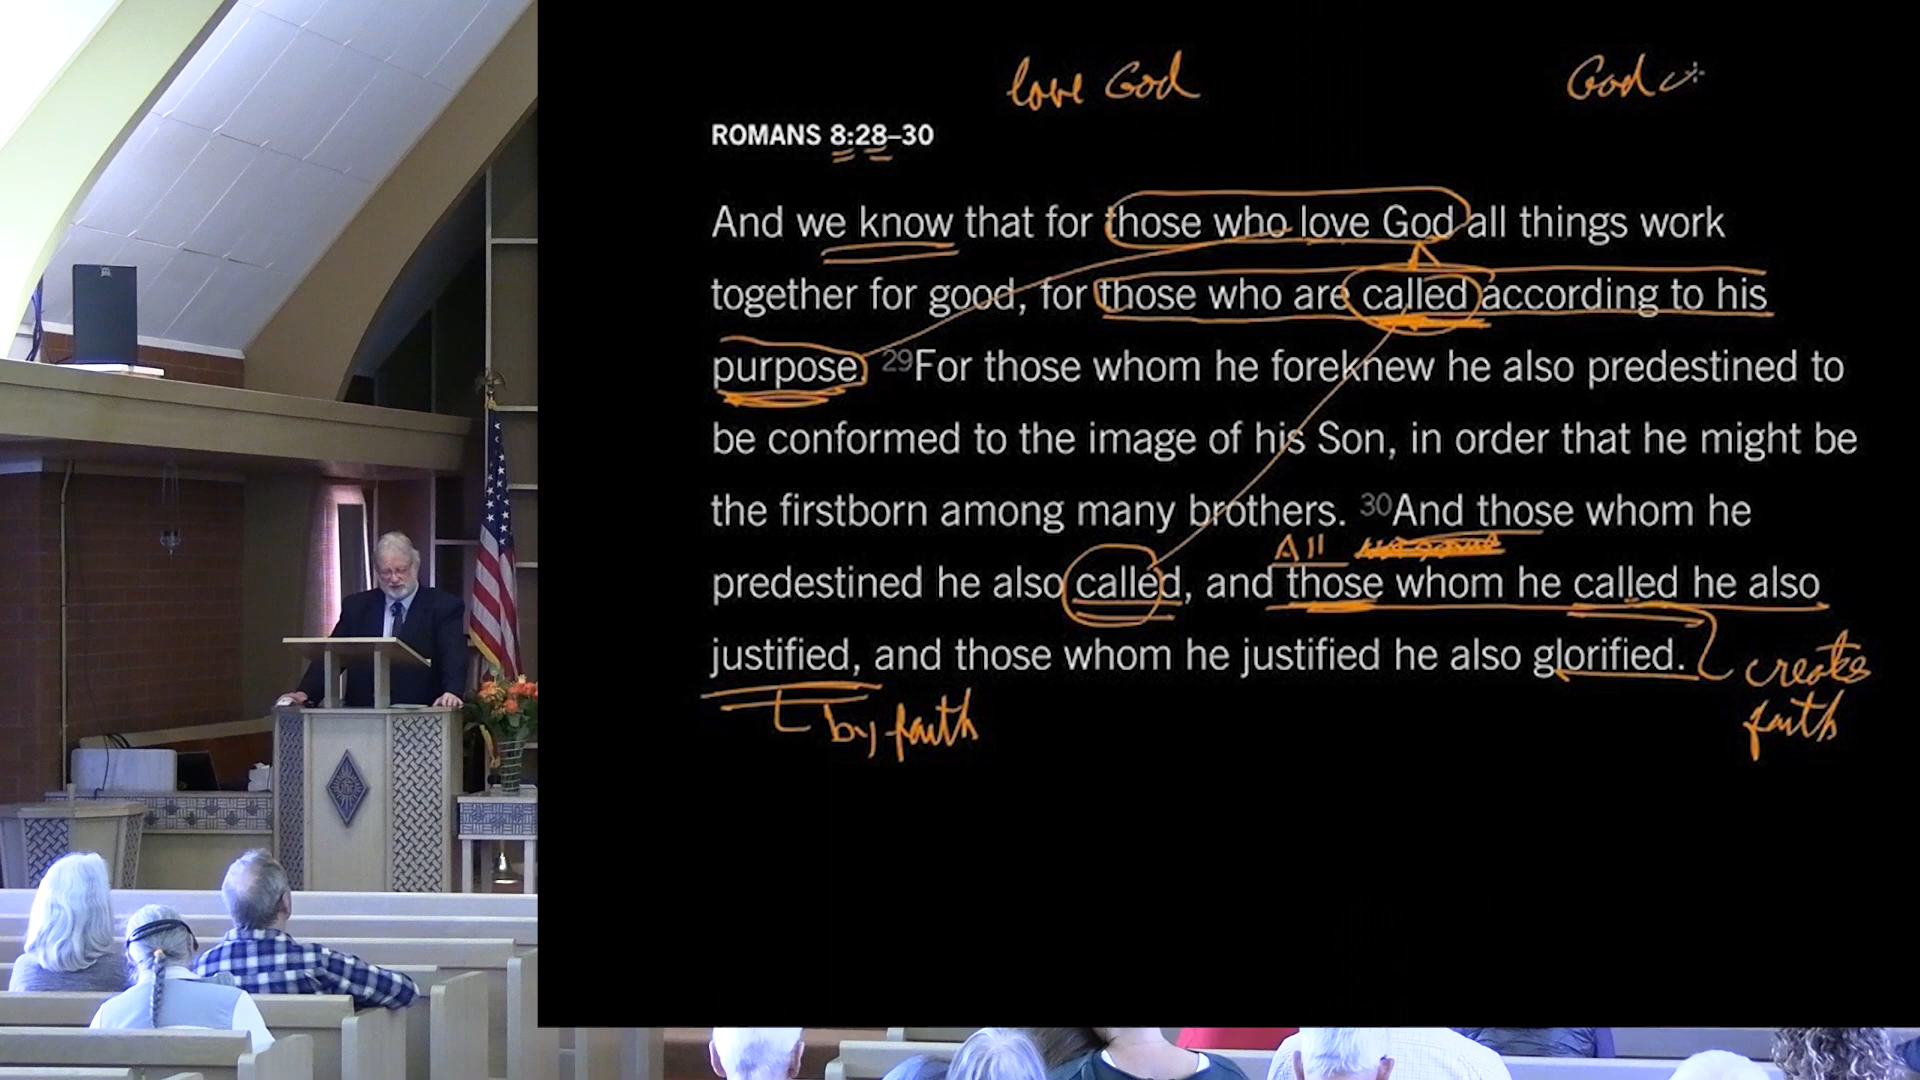 love God God
ROMANS 8:28–30
And we know that for those who love God all things work
together for good, for those who are called according to his
purpose. 29For those whom he foreknew he also predestined to
be conformed to the image of his Son, in order that he might be
the firstborn among many brothers. 30And those whom he
All
predestined he also called, and those whom he called he also
justified, and those whom he justified he also glorified.
creates
by faith
faith